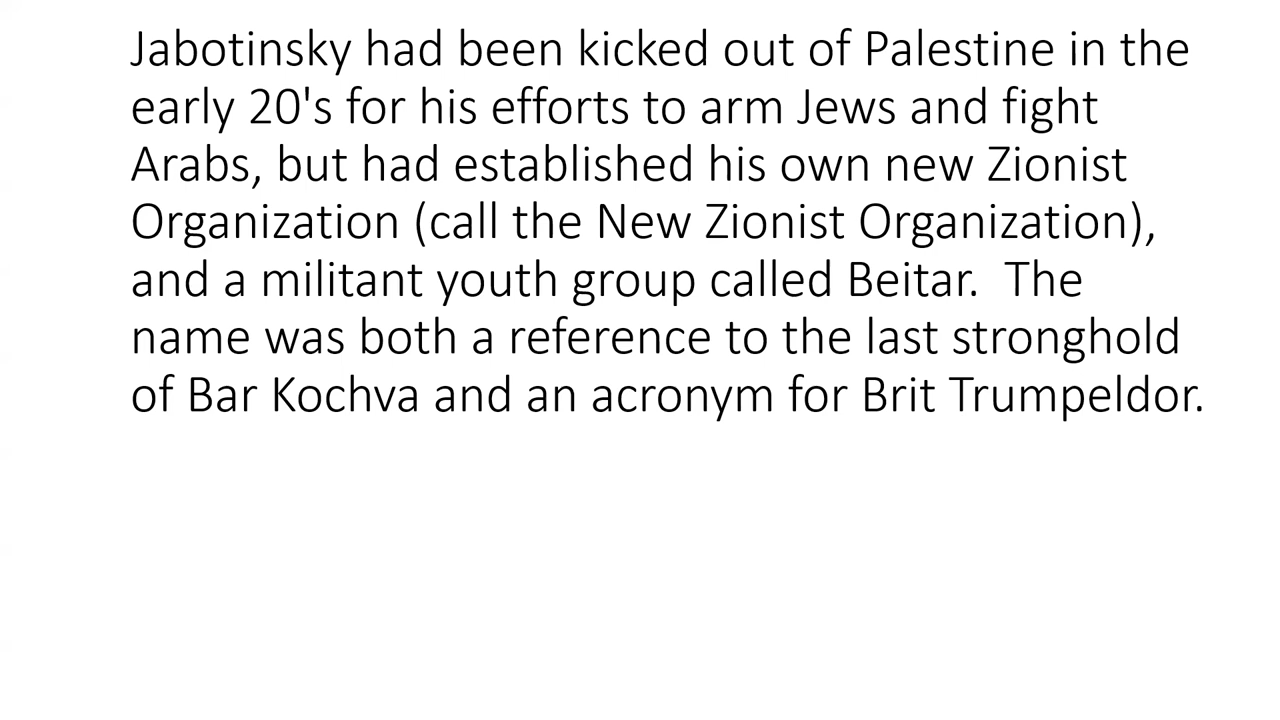 Jabotinsky had been kicked out of Palestine in the
early 20's for his efforts to arm Jews and fight
Arabs, but had established his own new Zionist
Organization (call the New Zionist Organization),
and a militant youth group called Beitar.  The
name was both a reference to the last stronghold
of Bar Kochva and an acronym for Brit Trumpeldor.